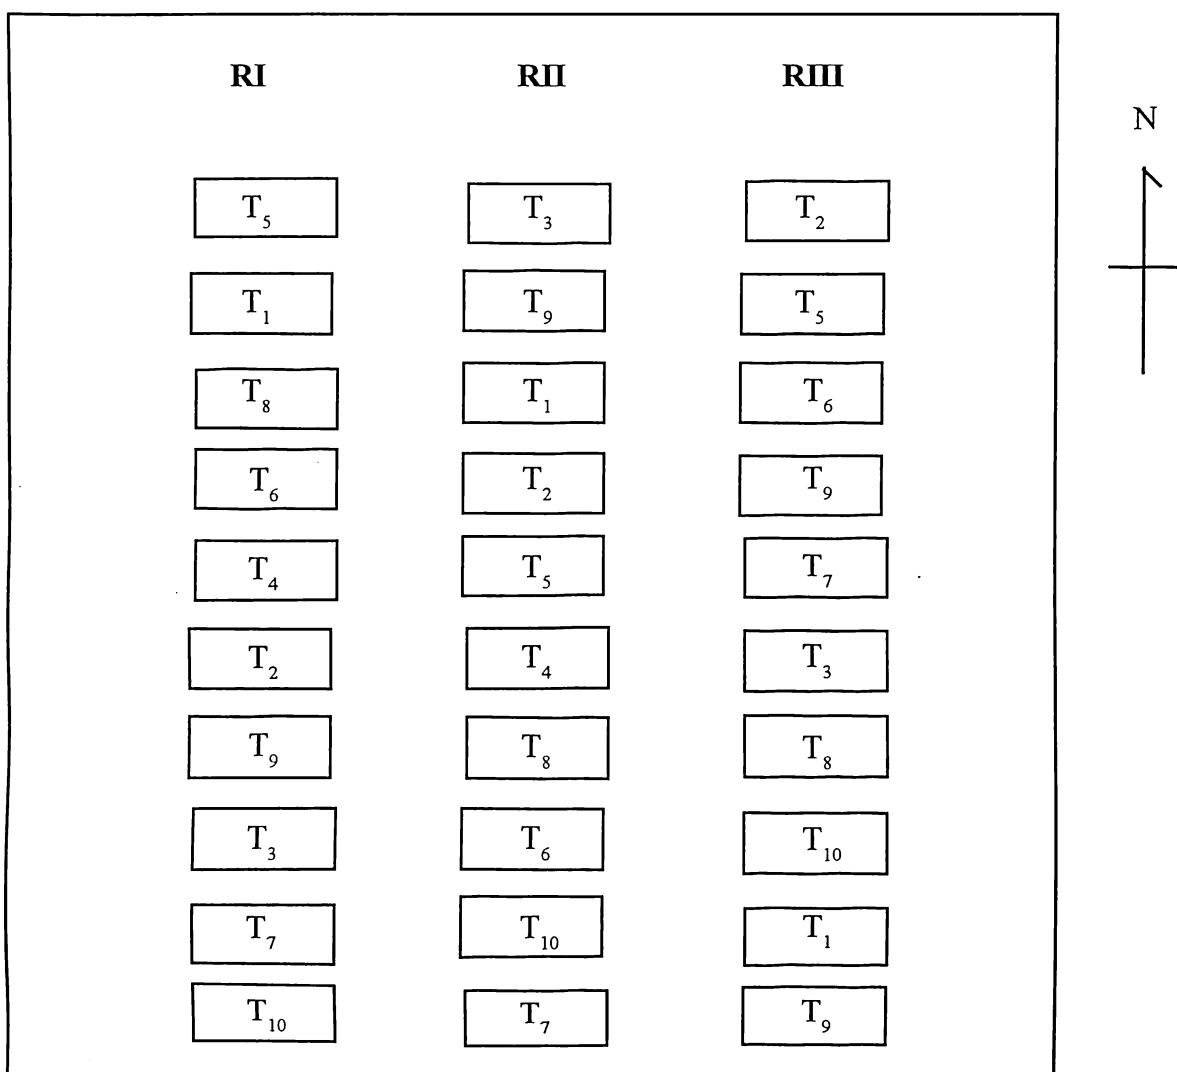 RI RII RIII
N
T₅ T₃ T₂
T₁ T₉ T₅
T₈ T₁ T₆
T₆ T₂ T₉
T₄ T₅ T₇
T₂ T₄ T₃
T₉ T₈ T₈
T₃ T₆ T₁₀
T₇ T₁₀ T₁
T₁₀ T₇ T₉